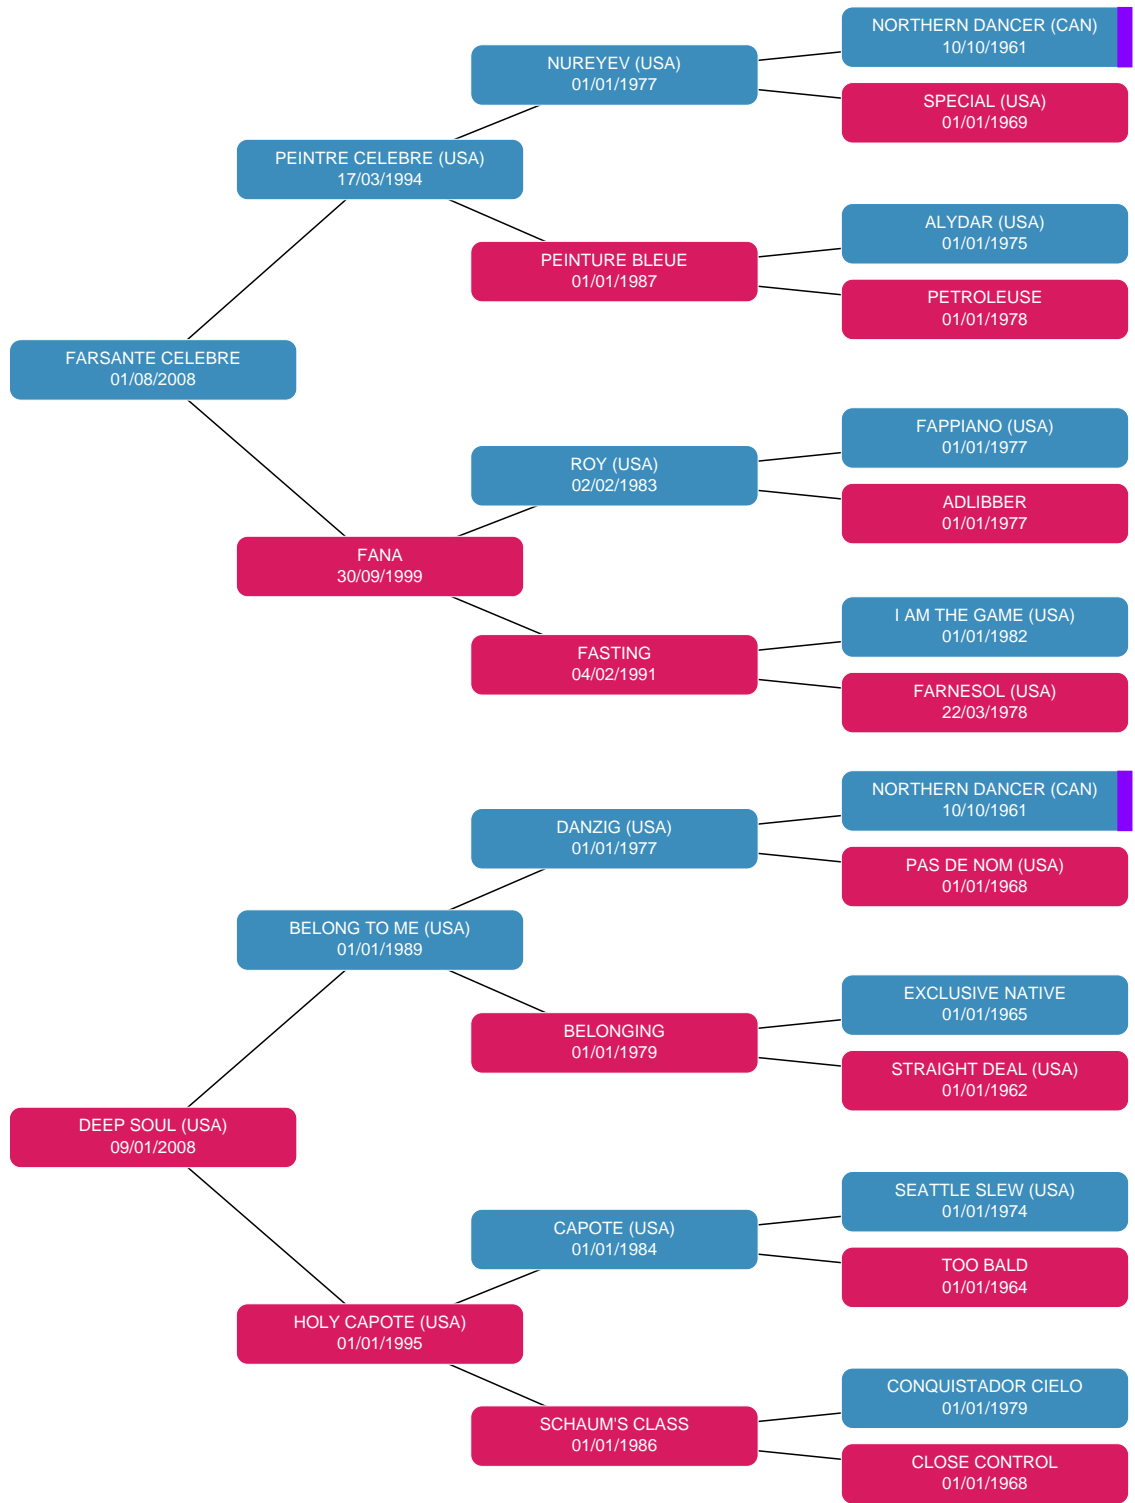 NORTHERN DANCER (CAN)
10/10/1961
NUREYEV (USA)
01/01/1977
SPECIAL (USA)
01/01/1969
PEINTRE CELEBRE (USA)
17/03/1994
ALYDAR (USA)
01/01/1975
PEINTURE BLEUE
01/01/1987
PETROLEUSE
01/01/1978
FARSANTE CELEBRE
01/08/2008
FAPPIANO (USA)
01/01/1977
ROY (USA)
02/02/1983
ADLIBBER
01/01/1977
FANA
30/09/1999
I AM THE GAME (USA)
01/01/1982
FASTING
04/02/1991
FARNESOL (USA)
22/03/1978
NORTHERN DANCER (CAN)
10/10/1961
DANZIG (USA)
01/01/1977
PAS DE NOM (USA)
01/01/1968
BELONG TO ME (USA)
01/01/1989
EXCLUSIVE NATIVE
01/01/1965
BELONGING
01/01/1979
STRAIGHT DEAL (USA)
01/01/1962
DEEP SOUL (USA)
09/01/2008
SEATTLE SLEW (USA)
01/01/1974
CAPOTE (USA)
01/01/1984
TOO BALD
01/01/1964
HOLY CAPOTE (USA)
01/01/1995
CONQUISTADOR CIELO
01/01/1979
SCHAUM'S CLASS
01/01/1986
CLOSE CONTROL
01/01/1968